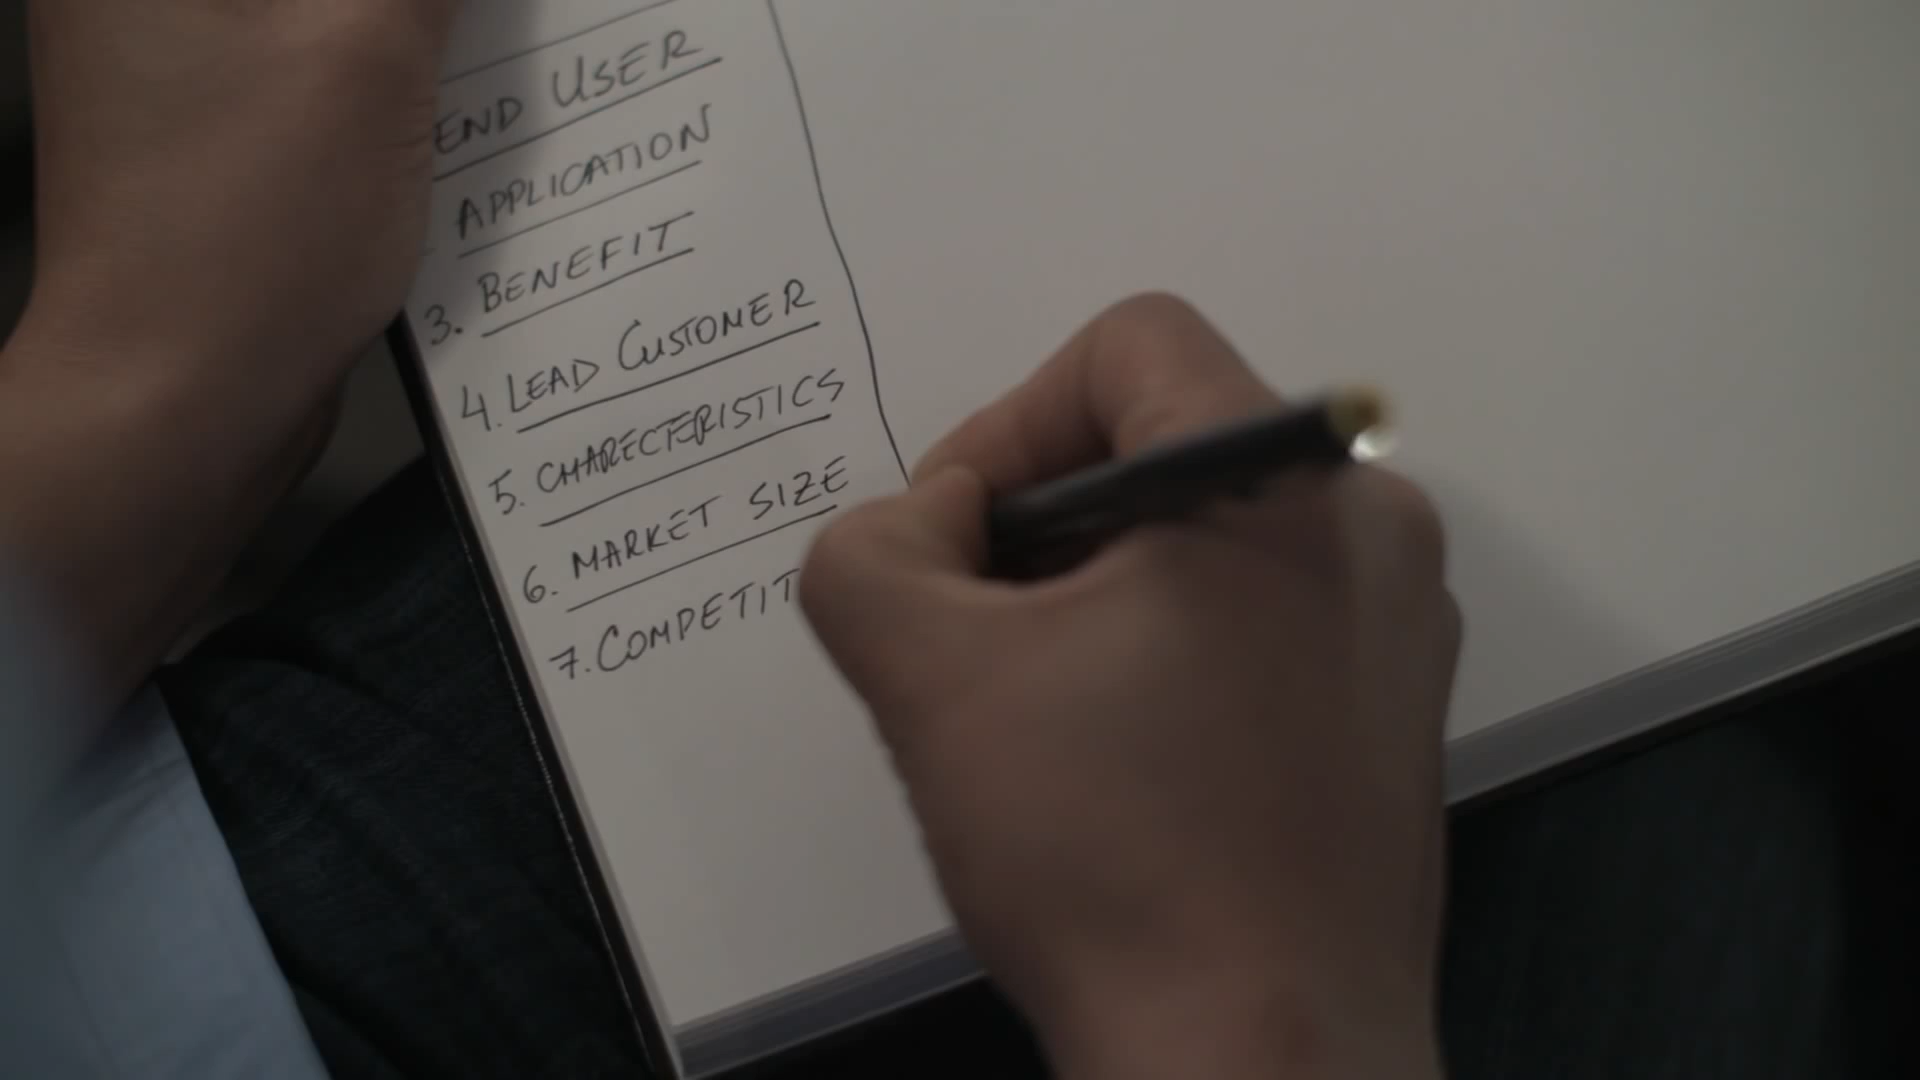 END USER
APPLICATION
3. BENEFIT
4. LEAD CUSTOMER
5. CHARECTERISTICS
6. MARKET SIZE
7. COMPETIT